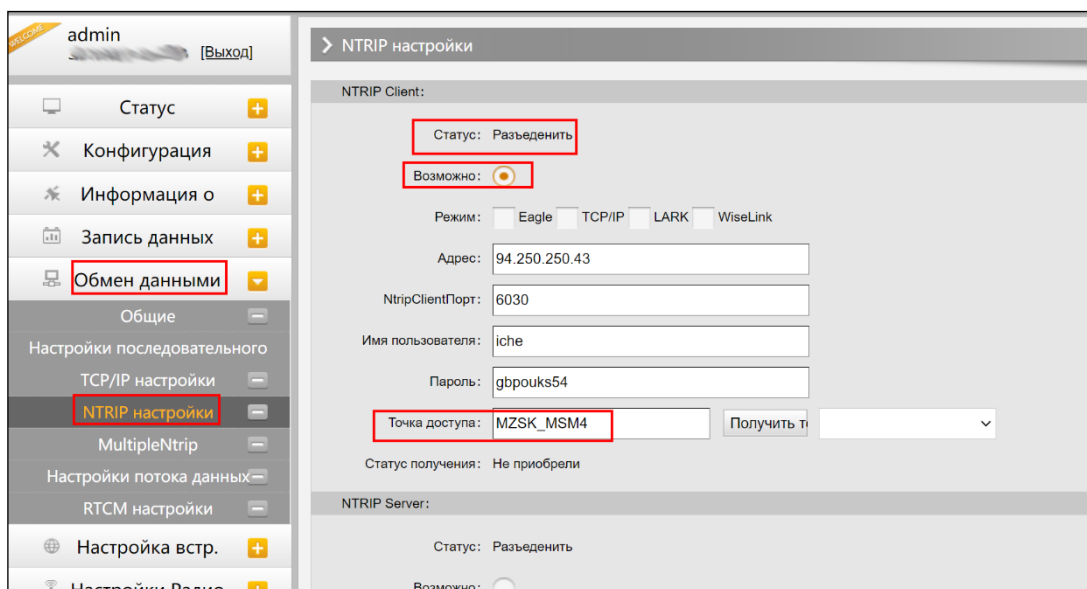 WELCOME
admin
[Выход]
Статус
Конфигурация
Информация о
Запись данных
Обмен данными
Общие
Настройки последовательного
TCP/IP настройки
NTRIP настройки
MultipleNtrip
Настройки потока данных
RTCM настройки
Настройка встр.
Настройки Радио
NTRIP настройки
NTRIP Client:
Статус: Разъеденить
Возможно:
Режим: Eagle TCP/IP LARK WiseLink
Адрес: 94.250.250.43
NtripClientПорт: 6030
Имя пользователя: iche
Пароль: gbpouks54
Точка доступа: MZSK_MSM4 Получить т
Статус получения: Не приобрели
NTRIP Server:
Статус: Разъеденить
Возможно: